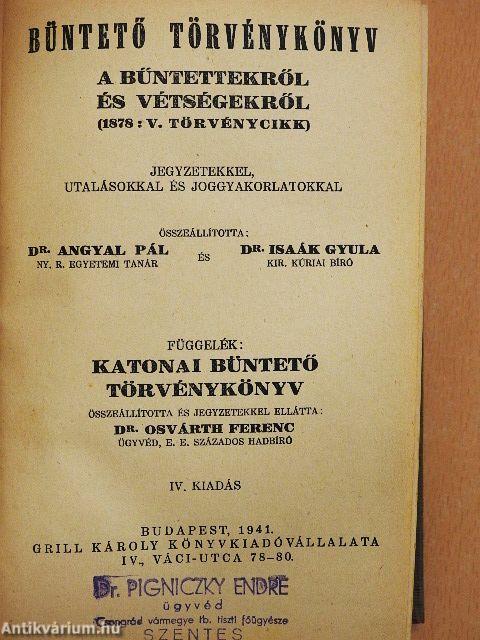 BÜNTETŐ TÖRVÉNYKÖNYV
A BŰNTETTEKRŐL
ÉS VÉTSÉGEKRŐL
(1878: V. TÖRVÉNYCIKK)
JEGYZETEKKEL,
UTALÁSOKKAL ÉS JOGGYAKORLATOKKAL
ÖSSZEÁLLÍTOTTA:
DR. ANGYAL PÁL
NY. R. EGYETEMI TANÁR
ÉS
DR. ISAÁK GYULA
KIR. KÚRIAI BÍRÓ
FÜGGELÉK:
KATONAI BÜNTETŐ
TÖRVÉNYKÖNYV
ÖSSZEÁLLÍTOTTA ÉS JEGYZETEKKEL ELLÁTTA:
DR. OSVÁRTH FERENC
ÜGYVÉD, E. E. SZÁZADOS HADBÍRÓ
IV. KIADÁS
BUDAPEST, 1941.
GRILL KÁROLY KÖNYVKIADÓVÁLLALATA
IV., VÁCI-UTCA 78–80.
Dr. PIGNICZKY ENDRE
ügyvéd
Csongrád vármegye tb. tiszti főügyésze
SZENTES
Antikvárium.hu